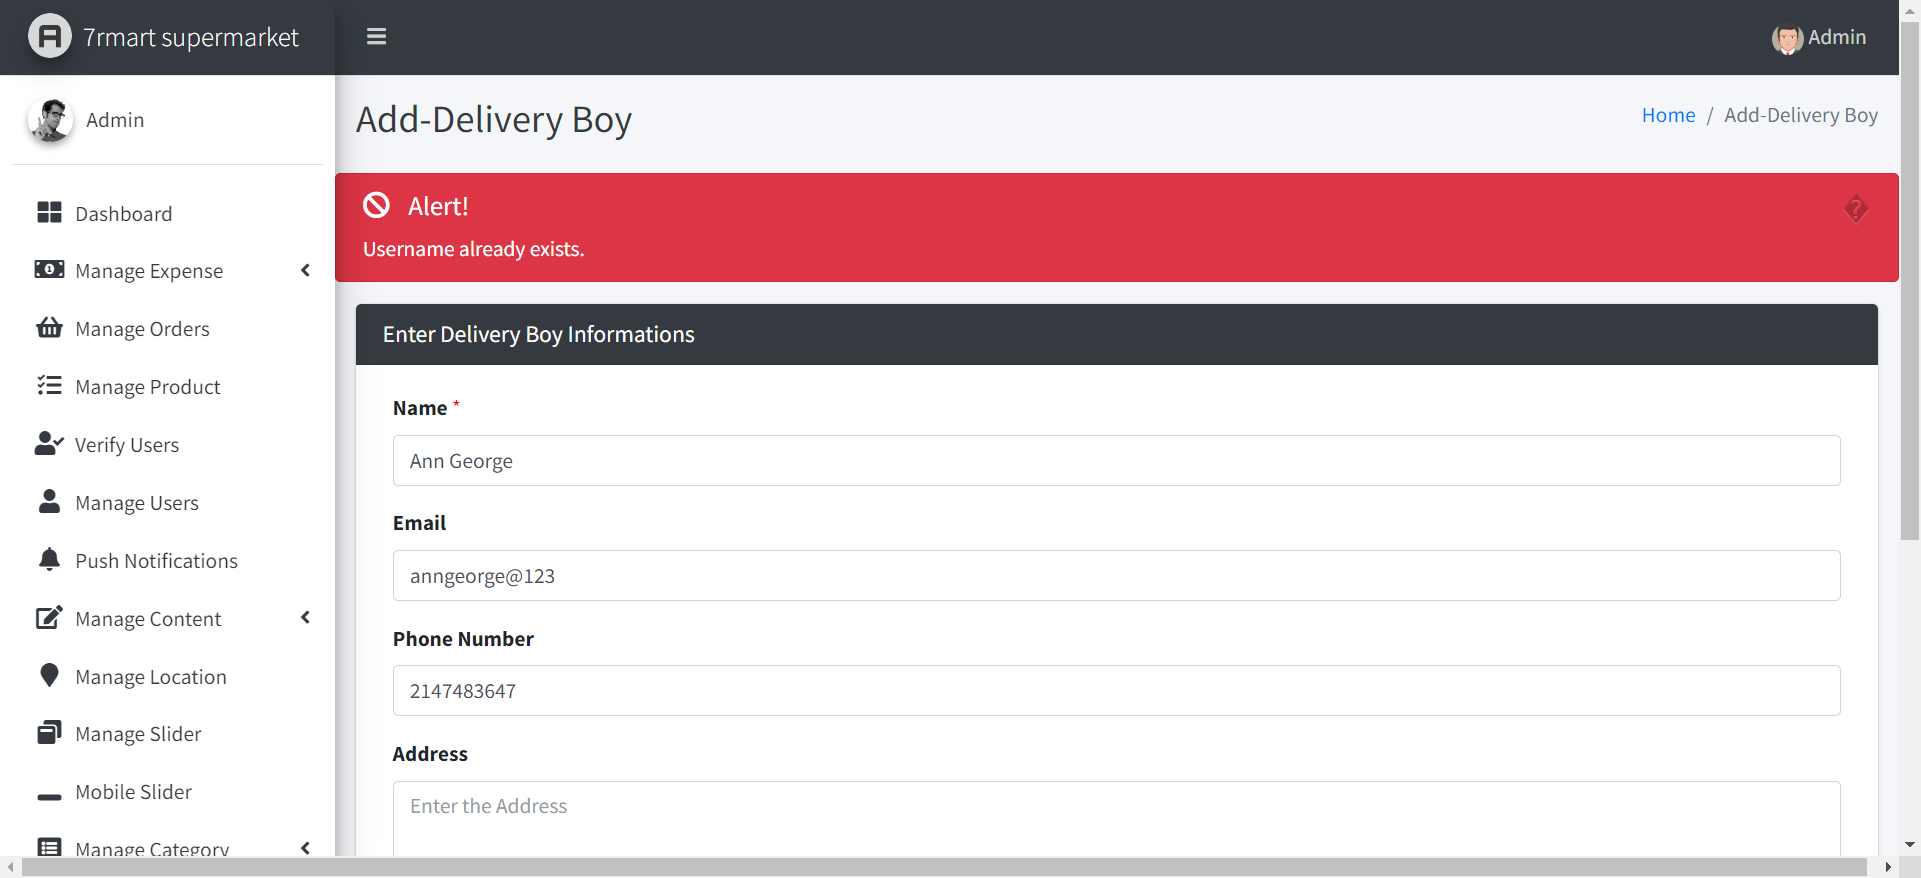 7rmart supermarket
Admin
Admin
Dashboard
Manage Expense
Manage Orders
Manage Product
Verify Users
Manage Users
Push Notifications
Manage Content
Manage Location
Manage Slider
Mobile Slider
Manage Category
Add-Delivery Boy
Home / Add-Delivery Boy
Alert!
Username already exists.
Enter Delivery Boy Informations
Name *
Ann George
Email
anngeorge@123
Phone Number
2147483647
Address
Enter the Address